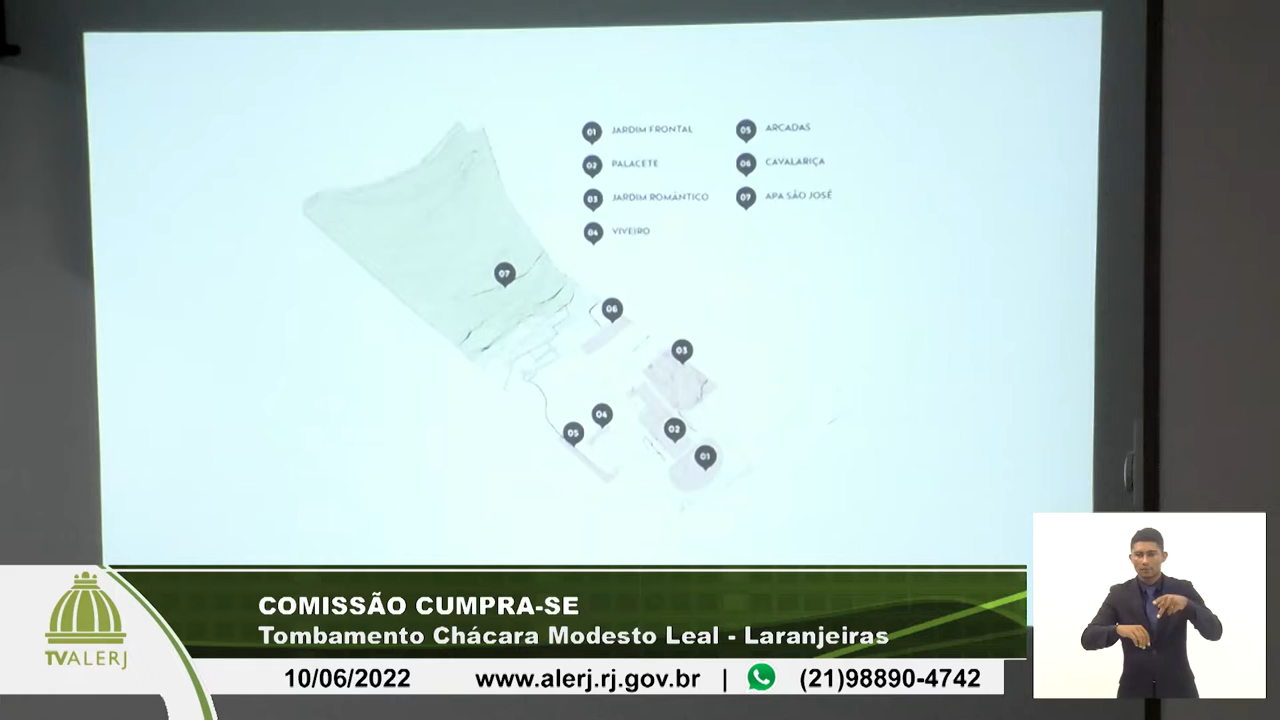 01 JARDIM FRONTAL
02 PALACETE
03 JARDIM ROMÂNTICO
04 VIVEIRO
05 ARCADAS
06 CAVALARIÇA
07 APA SÃO JOSÉ
07
06
03
04
05
02
01
COMISSÃO CUMPRA-SE
Tombamento Chácara Modesto Leal - Laranjeiras
TVALERJ
10/06/2022 www.alerj.rj.gov.br | (21)98890-4742